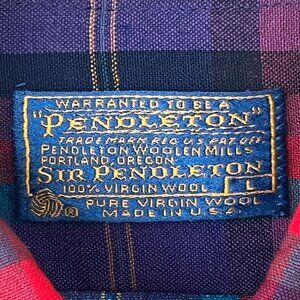 WARRANTED TO BE A
"PENDLETON"
TRADE MARK REG. U.S. PAT. OFF.
PENDLETON WOOLEN MILLS
PORTLAND, OREGON
SIR PENDLETON
100% VIRGIN WOOL L
PURE VIRGIN WOOL
MADE IN U.S.A.